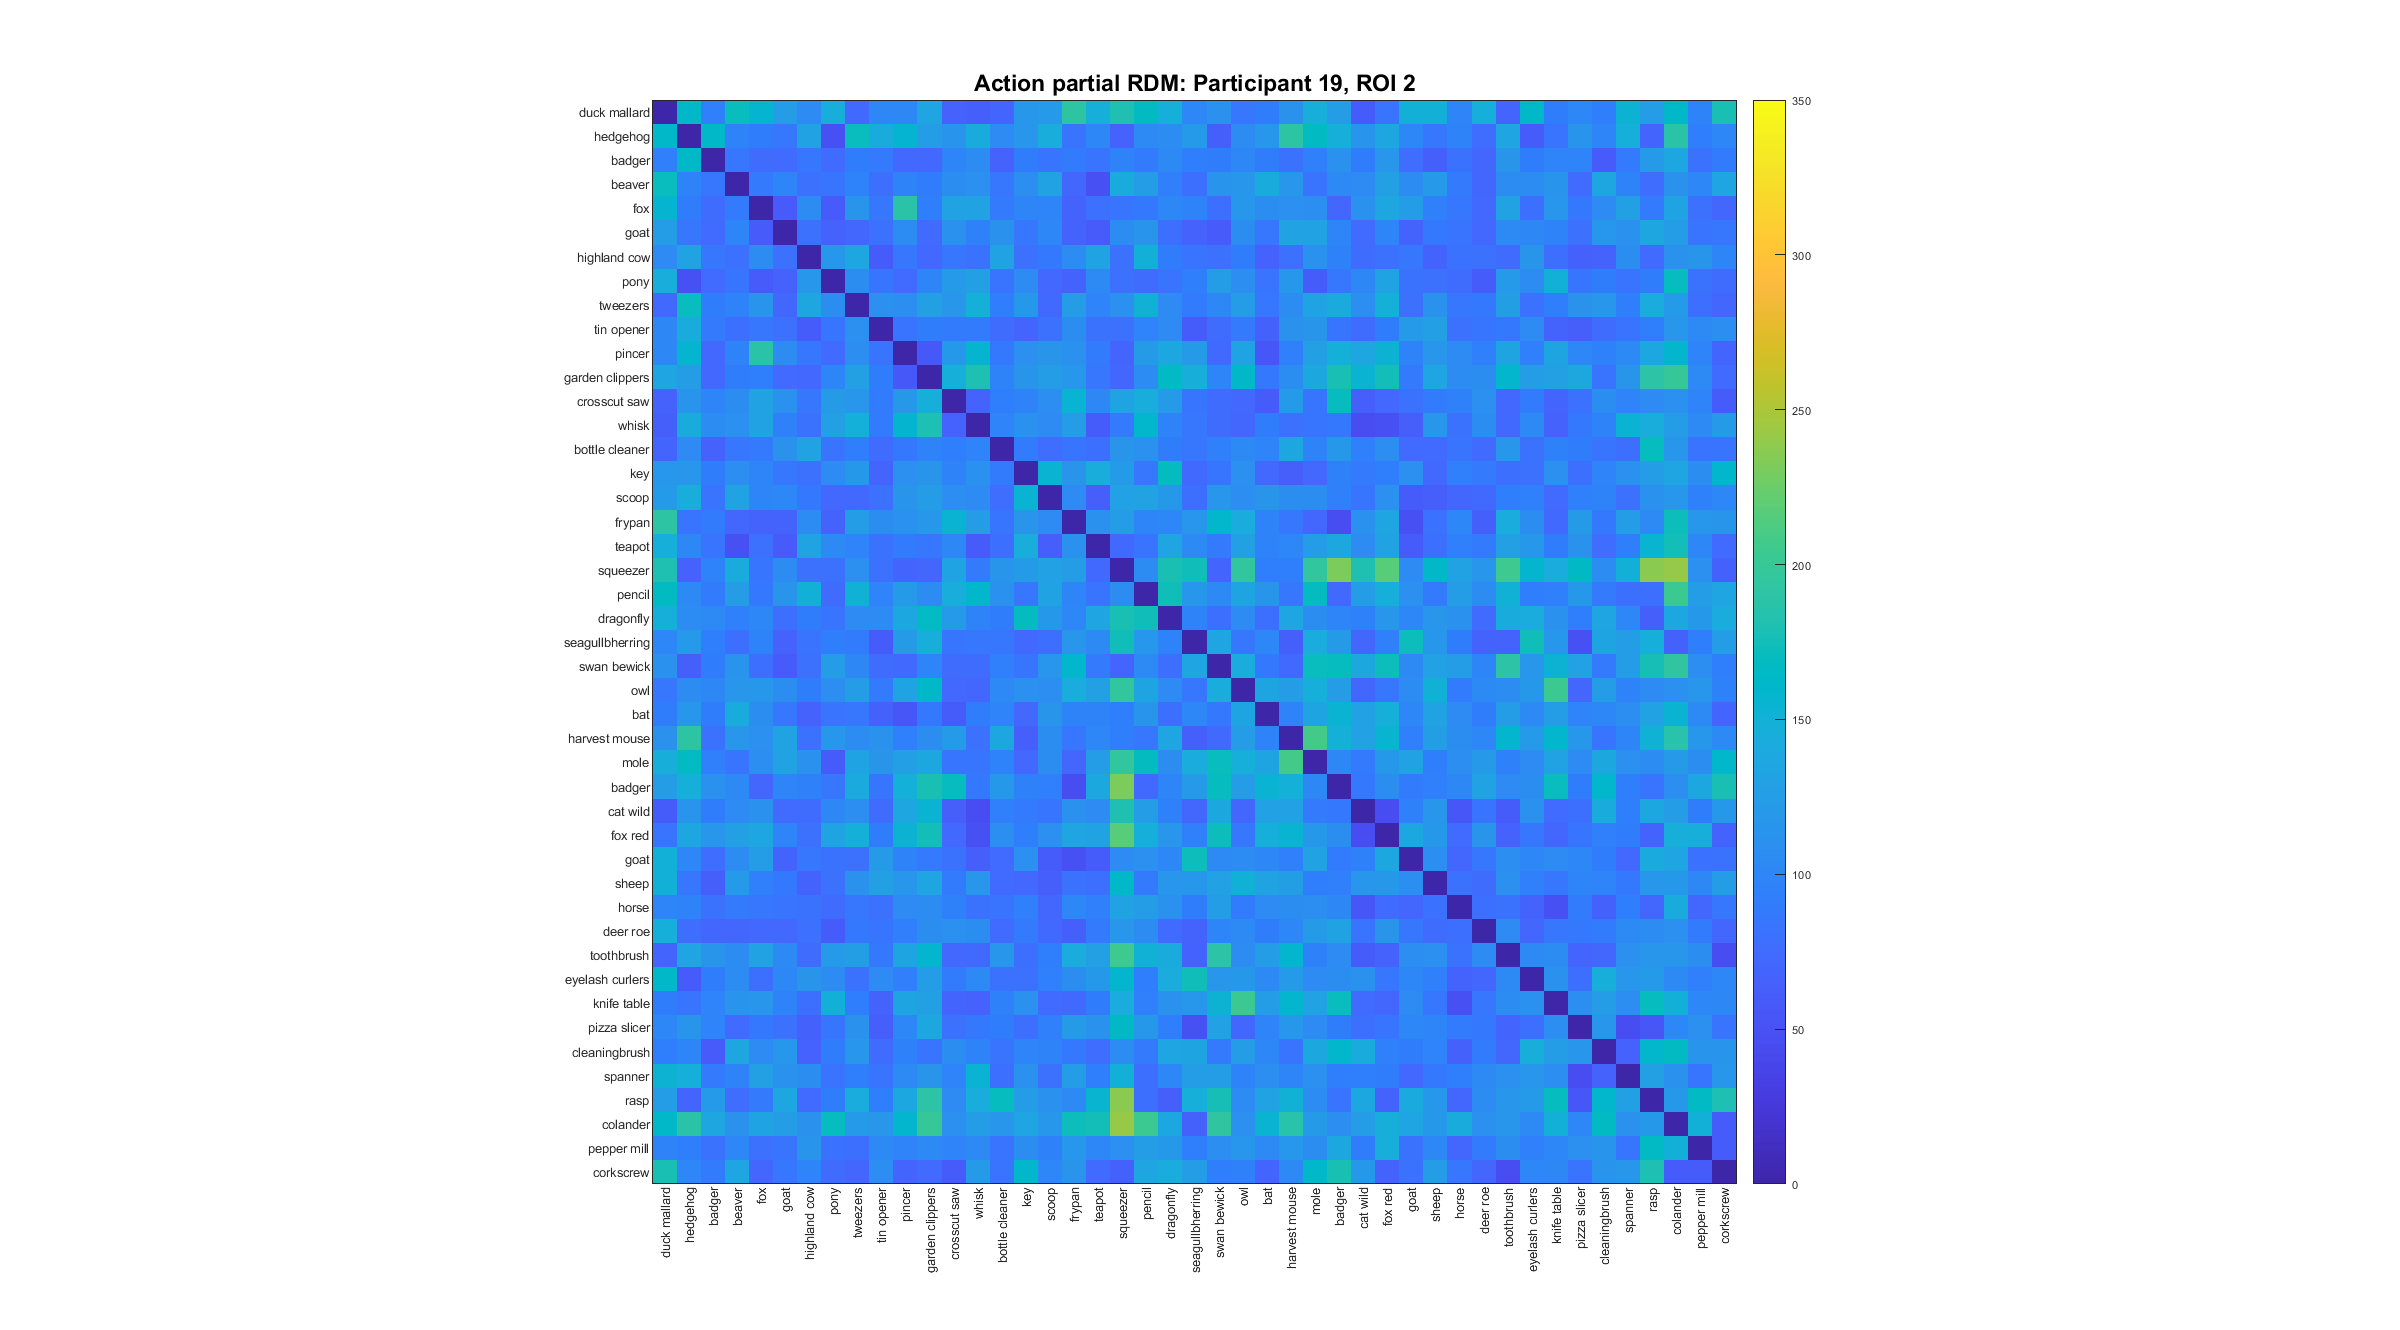 Action partial RDM: Participant 19, ROI 2
duck mallard
hedgehog
badger
beaver
fox
goat
highland cow
pony
tweezers
tin opener
pincer
garden clippers
crosscut saw
whisk
bottle cleaner
key
scoop
frypan
teapot
squeezer
pencil
dragonfly
seagullbherring
swan bewick
owl
bat
harvest mouse
mole
badger
cat wild
fox red
goat
sheep
horse
deer roe
toothbrush
eyelash curlers
knife table
pizza slicer
cleaningbrush
spanner
rasp
colander
pepper mill
corkscrew
duck mallard
hedgehog
badger
beaver
fox
goat
highland cow
pony
tweezers
tin opener
pincer
garden clippers
crosscut saw
whisk
bottle cleaner
key
scoop
frypan
teapot
squeezer
pencil
dragonfly
seagullbherring
swan bewick
owl
bat
harvest mouse
mole
badger
cat wild
fox red
goat
sheep
horse
deer roe
toothbrush
eyelash curlers
knife table
pizza slicer
cleaningbrush
spanner
rasp
colander
pepper mill
corkscrew
350
300
250
200
150
100
50
0